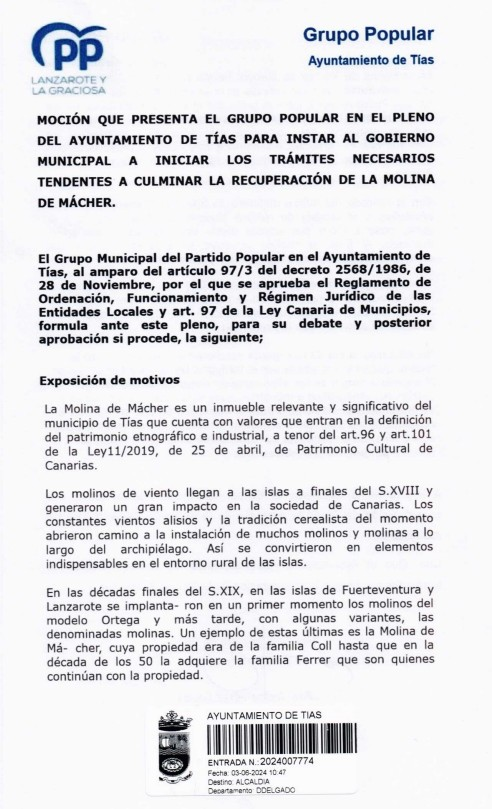 PP
LANZAROTE Y
LA GRACIOSA
Grupo Popular
Ayuntamiento de Tías
MOCIÓN QUE PRESENTA EL GRUPO POPULAR EN EL PLENO
DEL AYUNTAMIENTO DE TÍAS PARA INSTAR AL GOBIERNO
MUNICIPAL A INICIAR LOS TRÁMITES NECESARIOS
TENDENTES A CULMINAR LA RECUPERACIÓN DE LA MOLINA
DE MÁCHER.
El Grupo Municipal del Partido Popular en el Ayuntamiento de
Tías, al amparo del artículo 97/3 del decreto 2568/1986, de
28 de Noviembre, por el que se aprueba el Reglamento de
Ordenación, Funcionamiento y Régimen Jurídico de las
Entidades Locales y art. 97 de la Ley Canaria de Municipios,
formula ante este pleno, para su debate y posterior
aprobación si procede, la siguiente;
Exposición de motivos
La Molina de Mácher es un inmueble relevante y significativo del
municipio de Tías que cuenta con valores que entran en la definición
del patrimonio etnográfico e industrial, a tenor del art.96 y art.101
de la Ley11/2019, de 25 de abril, de Patrimonio Cultural de
Canarias.
Los molinos de viento llegan a las islas a finales del S.XVIII y
generaron un gran impacto en la sociedad de Canarias. Los
constantes vientos alisios y la tradición cerealista del momento
abrieron camino a la instalación de muchos molinos y molinas a lo
largo del archipiélago. Así se convirtieron en elementos
indispensables en el entorno rural de las islas.
En las décadas finales del S.XIX, en las islas de Fuerteventura y
Lanzarote se implanta- ron en un primer momento los molinos del
modelo Ortega y más tarde, con algunas variantes, las
denominadas molinas. Un ejemplo de estas últimas es la Molina de
Má- cher, cuya propiedad era de la familia Coll hasta que en la
década de los 50 la adquiere la familia Ferrer que son quienes
continúan con la propiedad.
AYUNTAMIENTO DE TIAS
ENTRADA N.:2024007774
Fecha: 03-06-2024 10:47
Destino: ALCALDIA
Departamento: DDELGADO